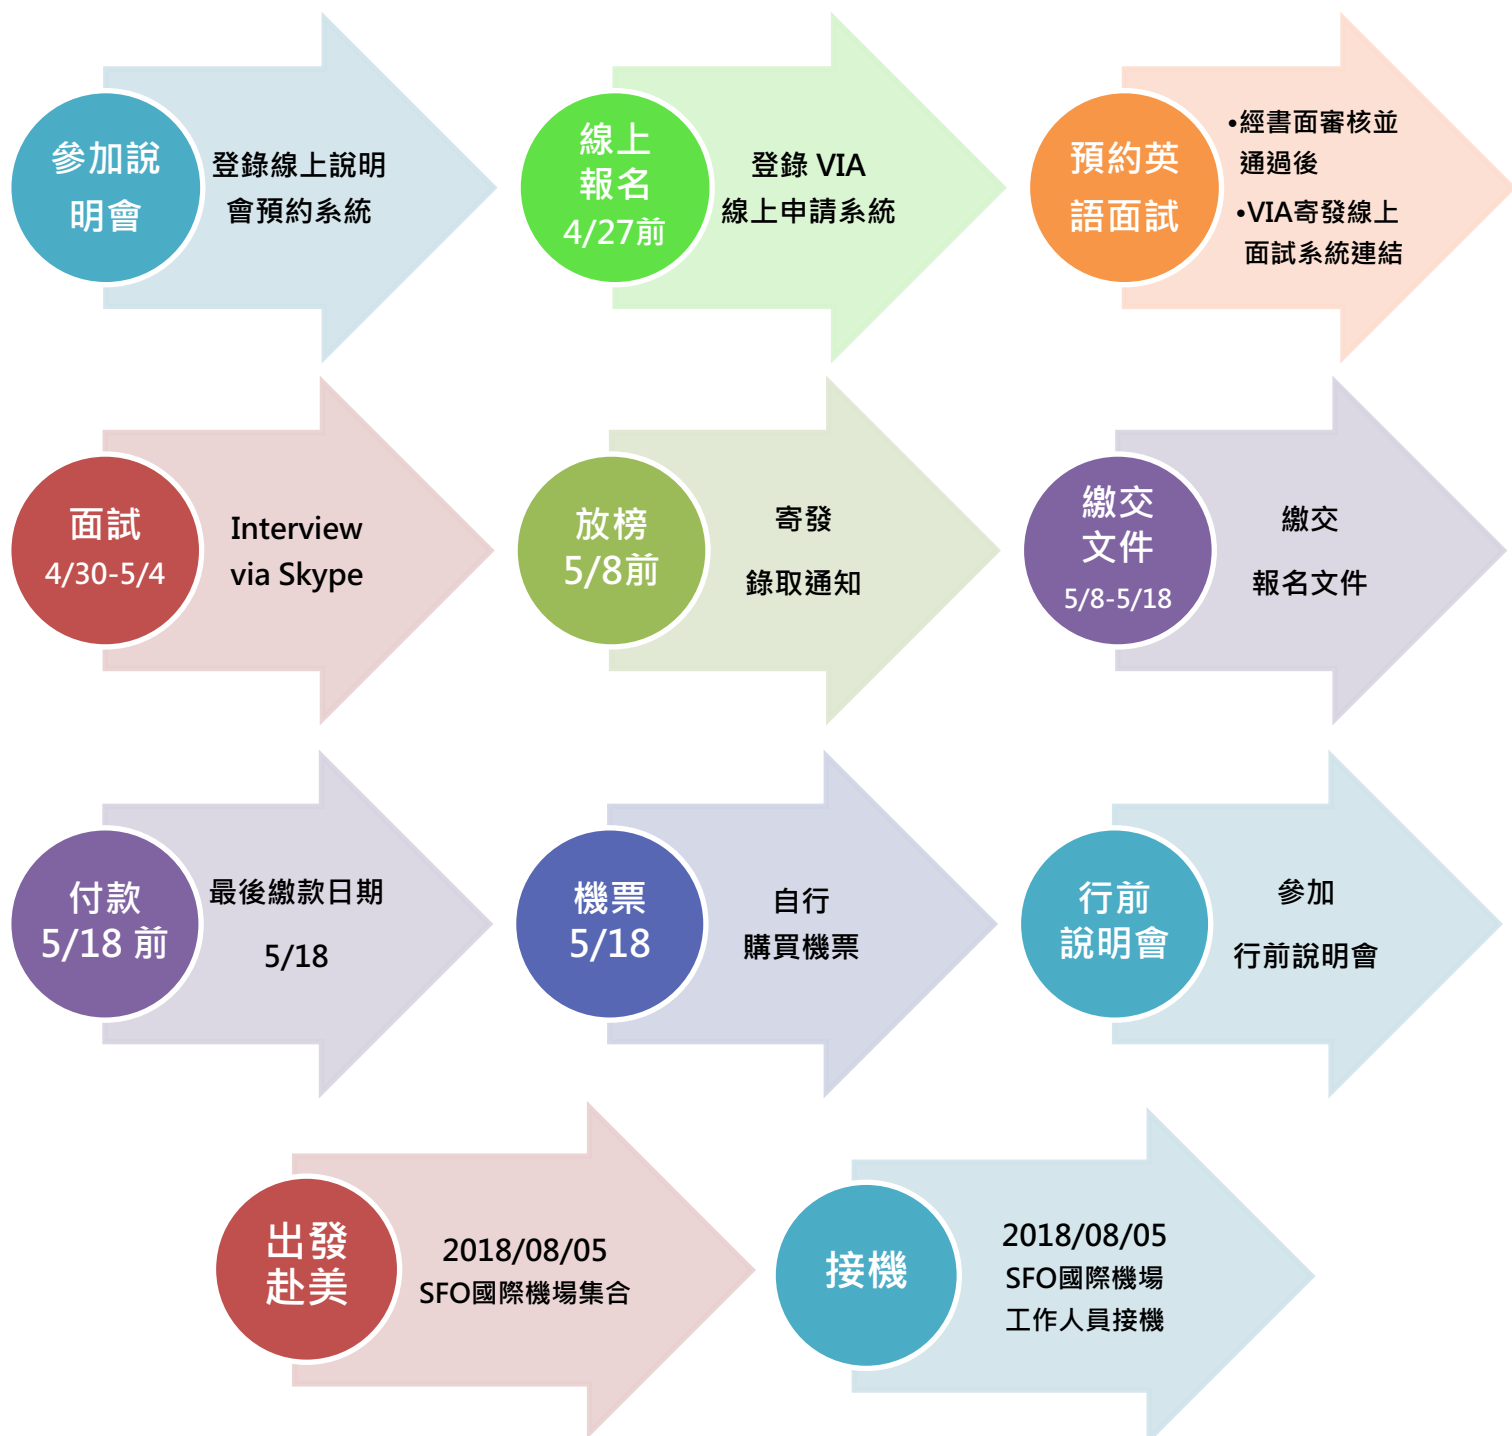 參加說
明會
登錄線上說明
會預約系統
線上
報名
4/27前
登錄 VIA
線上申請系統
預約英
語面試
•經書面審核並
通過後
•VIA寄發線上
面試系統連結
面試
4/30-5/4
Interview
via Skype
放榜
5/8前
寄發
錄取通知
繳交
文件
5/8-5/18
繳交
報名文件
付款
5/18 前
最後繳款日期
5/18
機票
5/18
自行
購買機票
行前
說明會
參加
行前說明會
出發
赴美
2018/08/05
SFO國際機場集合
接機
2018/08/05
SFO國際機場
工作人員接機